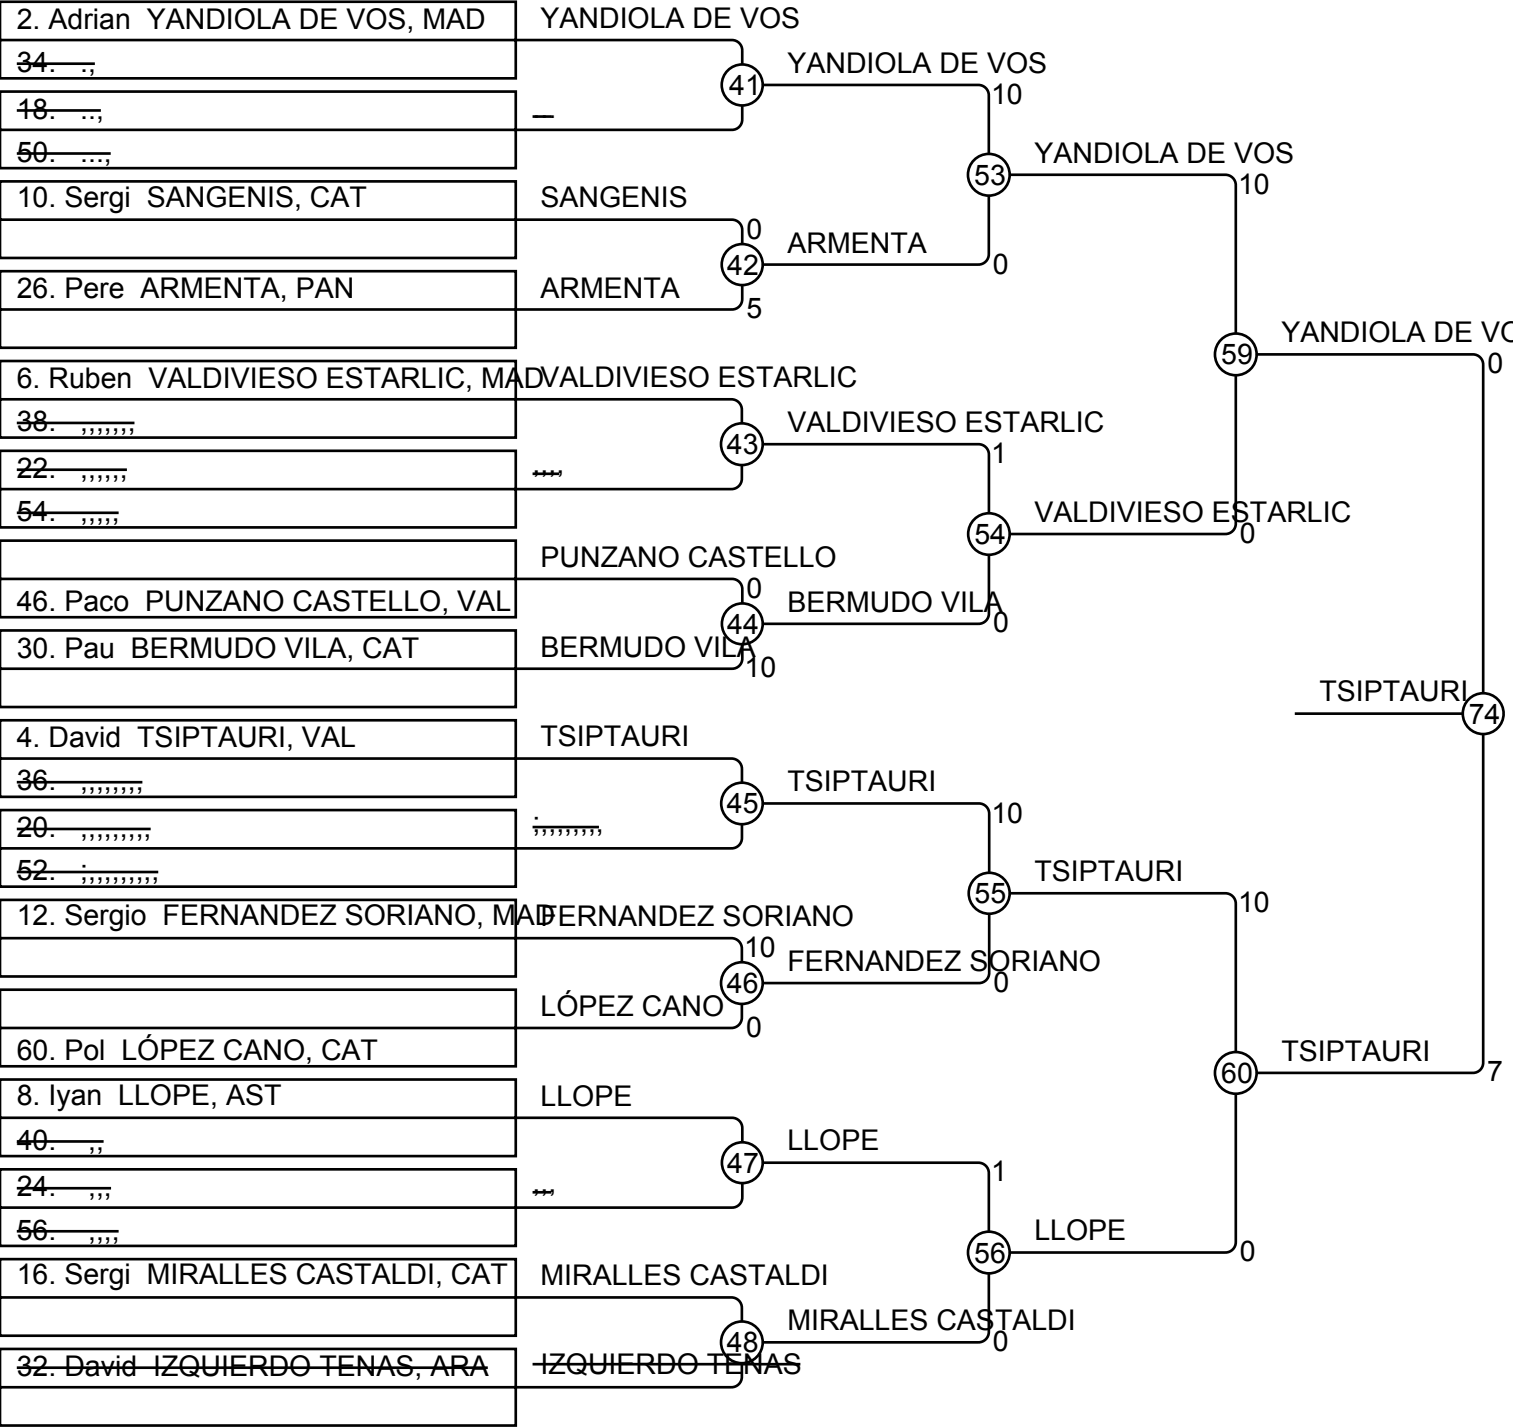 2. Adrian YANDIOLA DE VOS, MAD
34. .,
18. ..,
50. ...,
10. Sergi SANGENIS, CAT
26. Pere ARMENTA, PAN
6. Ruben VALDIVIESO ESTARLIC, MAD
38. ,,,,,,,
22. ,,,,,,
54. ,,,,,
46. Paco PUNZANO CASTELLO, VAL
30. Pau BERMUDO VILA, CAT
4. David TSIPTAURI, VAL
36. ,,,,,,,,
20. ,,,,,,,,,
52. ;,,,,,,,,,
12. Sergio FERNANDEZ SORIANO, MAD
60. Pol LÓPEZ CANO, CAT
8. Iyan LLOPE, AST
40. ,,
24. ,,,
56. ,,,,
16. Sergi MIRALLES CASTALDI, CAT
32. David IZQUIERDO TENAS, ARA
YANDIOLA DE VOS
41
SANGENIS
0
42
ARMENTA
5
VALDIVIESO ESTARLIC
43
,,,,
PUNZANO CASTELLO
0
44
BERMUDO VILA
10
TSIPTAURI
45
;,,,,,,,,,
FERNANDEZ SORIANO
10
46
LÓPEZ CANO
0
LLOPE
47
,,,
MIRALLES CASTALDI
48
IZQUIERDO TENAS
YANDIOLA DE VOS
10
53
ARMENTA
0
VALDIVIESO ESTARLIC
1
54
BERMUDO VILA
0
TSIPTAURI
10
55
FERNANDEZ SORIANO
0
LLOPE
1
56
MIRALLES CASTALDI
0
YANDIOLA DE VOS
10
59
VALDIVIESO ESTARLIC
0
TSIPTAURI
10
60
LLOPE
0
YANDIOLA DE VO
0
TSIPTAURI
74
TSIPTAURI
7